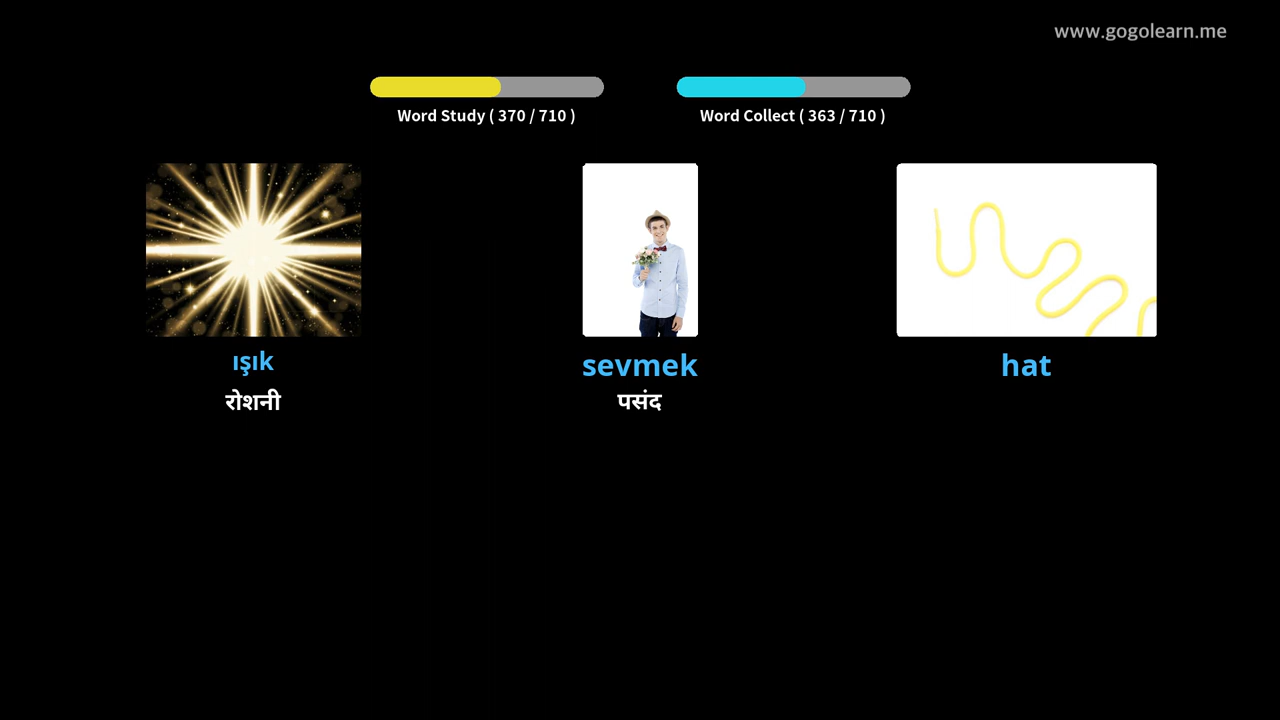 www.gogolearn.me
Word Study ( 370 / 710 )
Word Collect ( 363 / 710 )
ışık
रोशनी
sevmek
पसंद
hat